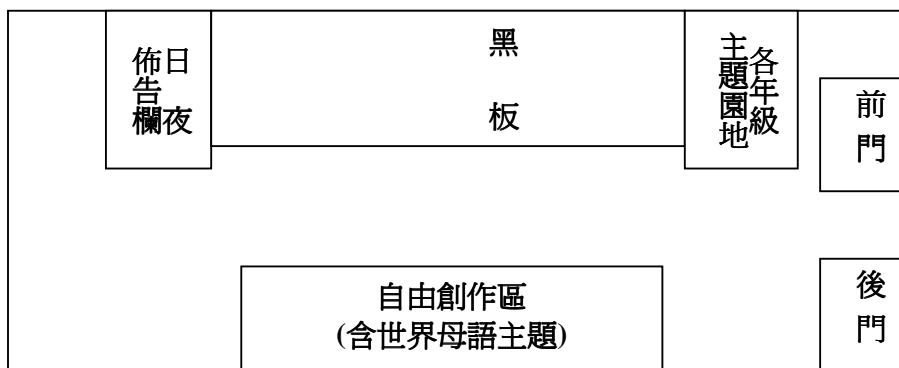 日夜
佈告欄
黑
板
各年級
主題園地
前
門
自由創作區
(含世界母語主題)
後
門